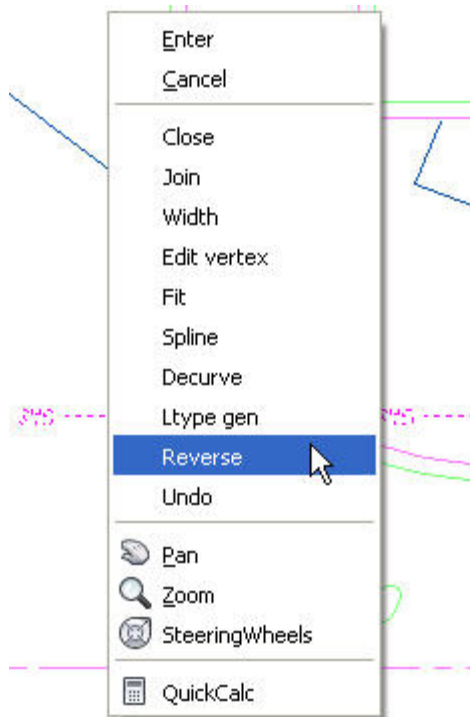 Enter
Cancel
Close
Join
Width
Edit vertex
Fit
Spline
Decurve
Ltype gen
Reverse
Undo
Pan
Zoom
SteeringWheels
QuickCalc